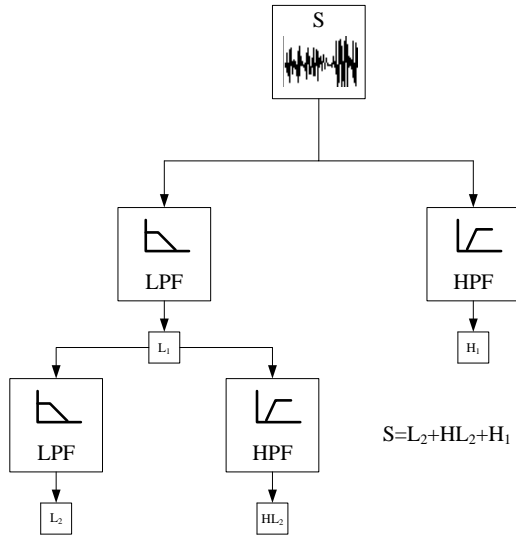 S
LPF
HPF
L₁
H₁
LPF
HPF
S=L₂+HL₂+H₁
L₂
HL₂